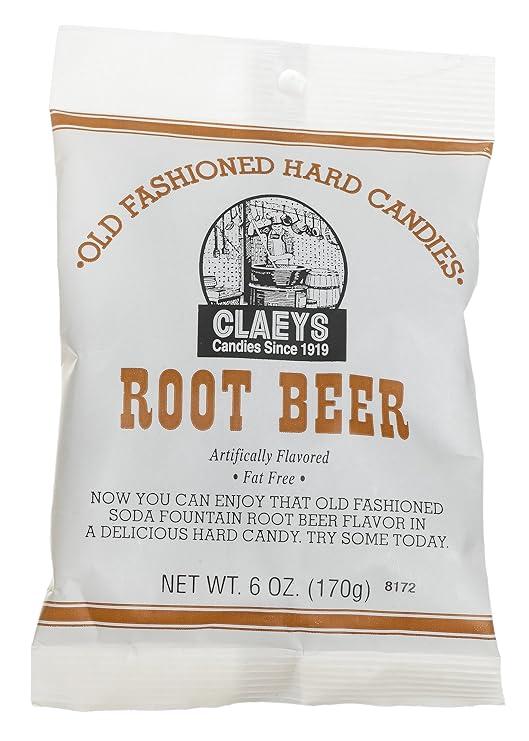 •OLD FASHIONED HARD CANDIES•
CLAEYS
Candies Since 1919
ROOT BEER
Artifically Flavored
• Fat Free •
NOW YOU CAN ENJOY THAT OLD FASHIONED
SODA FOUNTAIN ROOT BEER FLAVOR IN
A DELICIOUS HARD CANDY. TRY SOME TODAY.
NET WT. 6 OZ. (170g) 8172